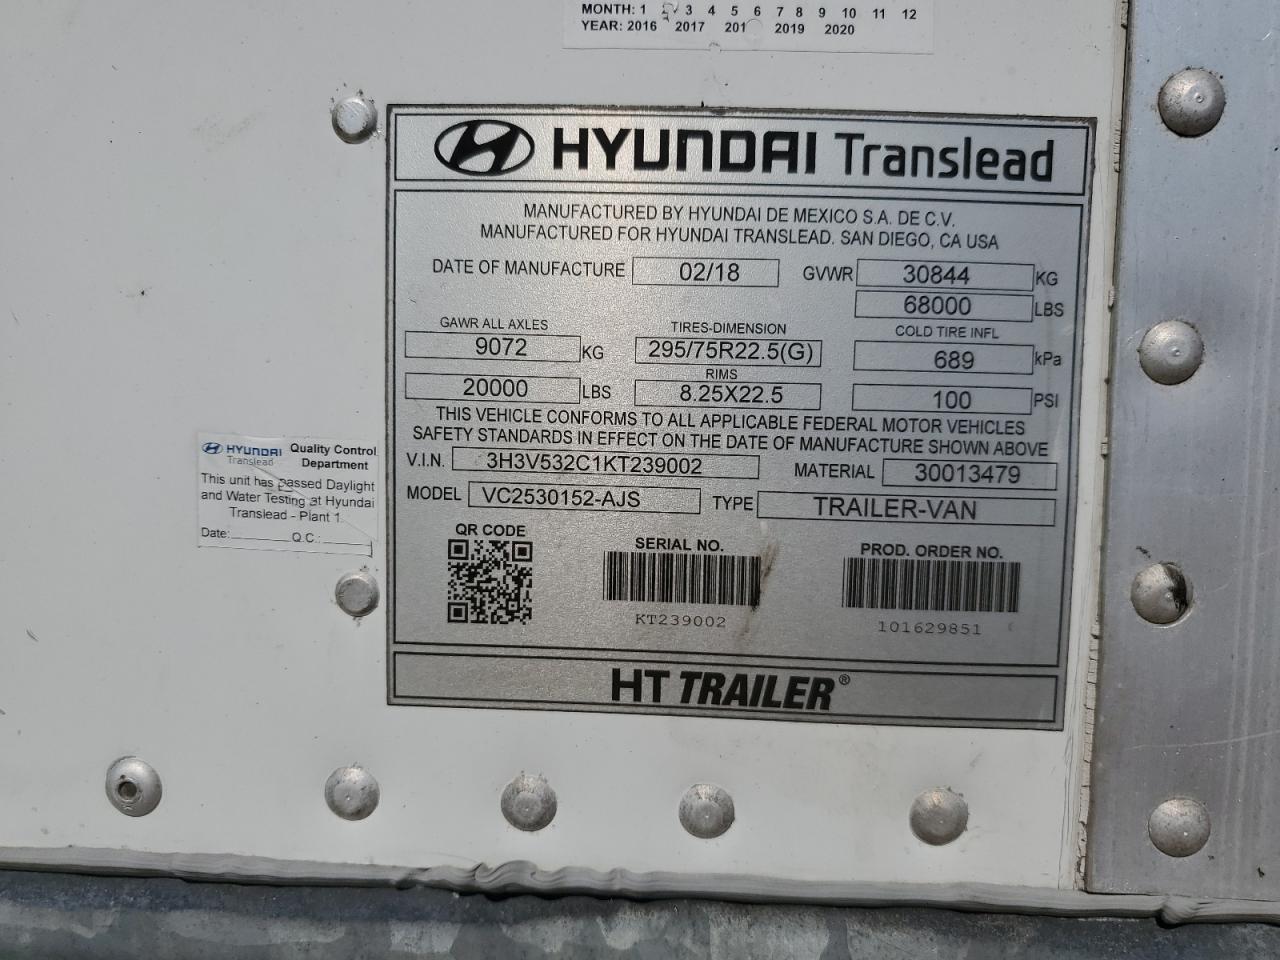 MONTH: 1 3 4 5 6 7 8 9 10 11 12
YEAR: 2016 2017 201 2019 2020
HYUNDAI Translead
MANUFACTURED BY HYUNDAI DE MEXICO S.A. DE C.V.
MANUFACTURED FOR HYUNDAI TRANSLEAD. SAN DIEGO, CA USA
DATE OF MANUFACTURE 02/18 GVWR 30844 KG
68000 LBS
GAWR ALL AXLES TIRES-DIMENSION COLD TIRE INFL
9072 KG 295/75R22.5(G) 689 kPa
RIMS
20000 LBS 8.25X22.5 100 PSI
THIS VEHICLE CONFORMS TO ALL APPLICABLE FEDERAL MOTOR VEHICLES
SAFETY STANDARDS IN EFFECT ON THE DATE OF MANUFACTURE SHOWN ABOVE
V.I.N. 3H3V532C1KT239002 MATERIAL 30013479
MODEL VC2530152-AJS TYPE TRAILER-VAN
QR CODE SERIAL NO. PROD. ORDER NO.
KT239002 101629851
HT TRAILER®
HYUNDAI Translead Quality Control
Department
This unit has passed Daylight
and Water Testing at Hyundai
Translead - Plant 1
Date: Q.C.: